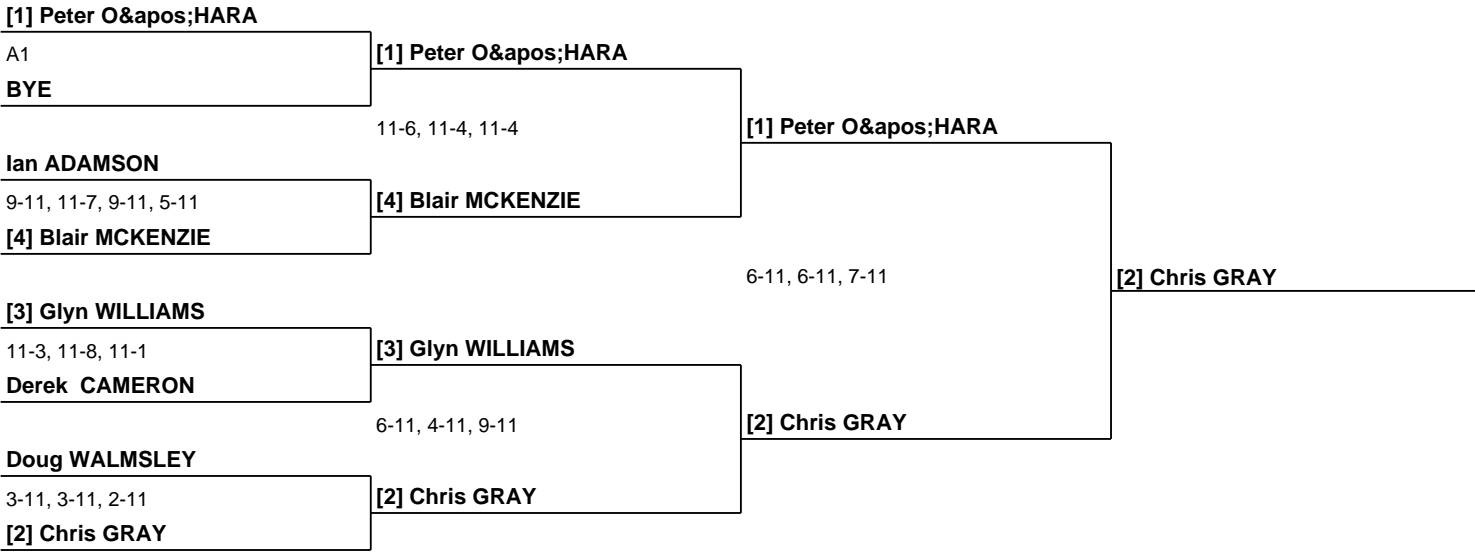 [1] Peter O&apos;HARA
A1
BYE
[1] Peter O&apos;HARA
11-6, 11-4, 11-4
[1] Peter O&apos;HARA
Ian ADAMSON
9-11, 11-7, 9-11, 5-11
[4] Blair MCKENZIE
[4] Blair MCKENZIE
6-11, 6-11, 7-11
[2] Chris GRAY
[3] Glyn WILLIAMS
11-3, 11-8, 11-1
Derek  CAMERON
[3] Glyn WILLIAMS
6-11, 4-11, 9-11
[2] Chris GRAY
Doug WALMSLEY
3-11, 3-11, 2-11
[2] Chris GRAY
[2] Chris GRAY